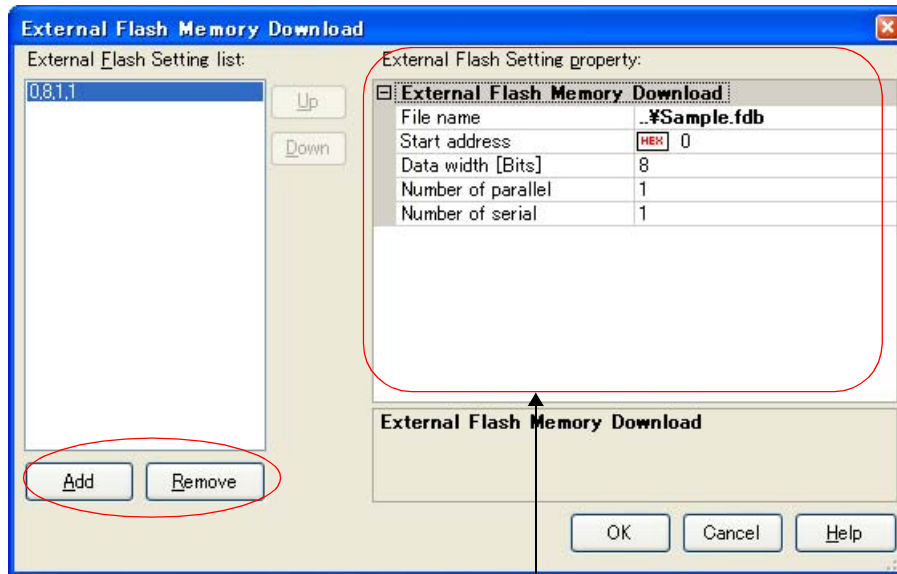 External Flash Memory Download
External Flash Setting list:
0,8,1,1
Up
Down
Add
Remove
External Flash Setting property:
External Flash Memory Download
File name ..¥Sample.fdb
Start address HEX 0
Data width [Bits] 8
Number of parallel 1
Number of serial 1
External Flash Memory Download
OK
Cancel
Help